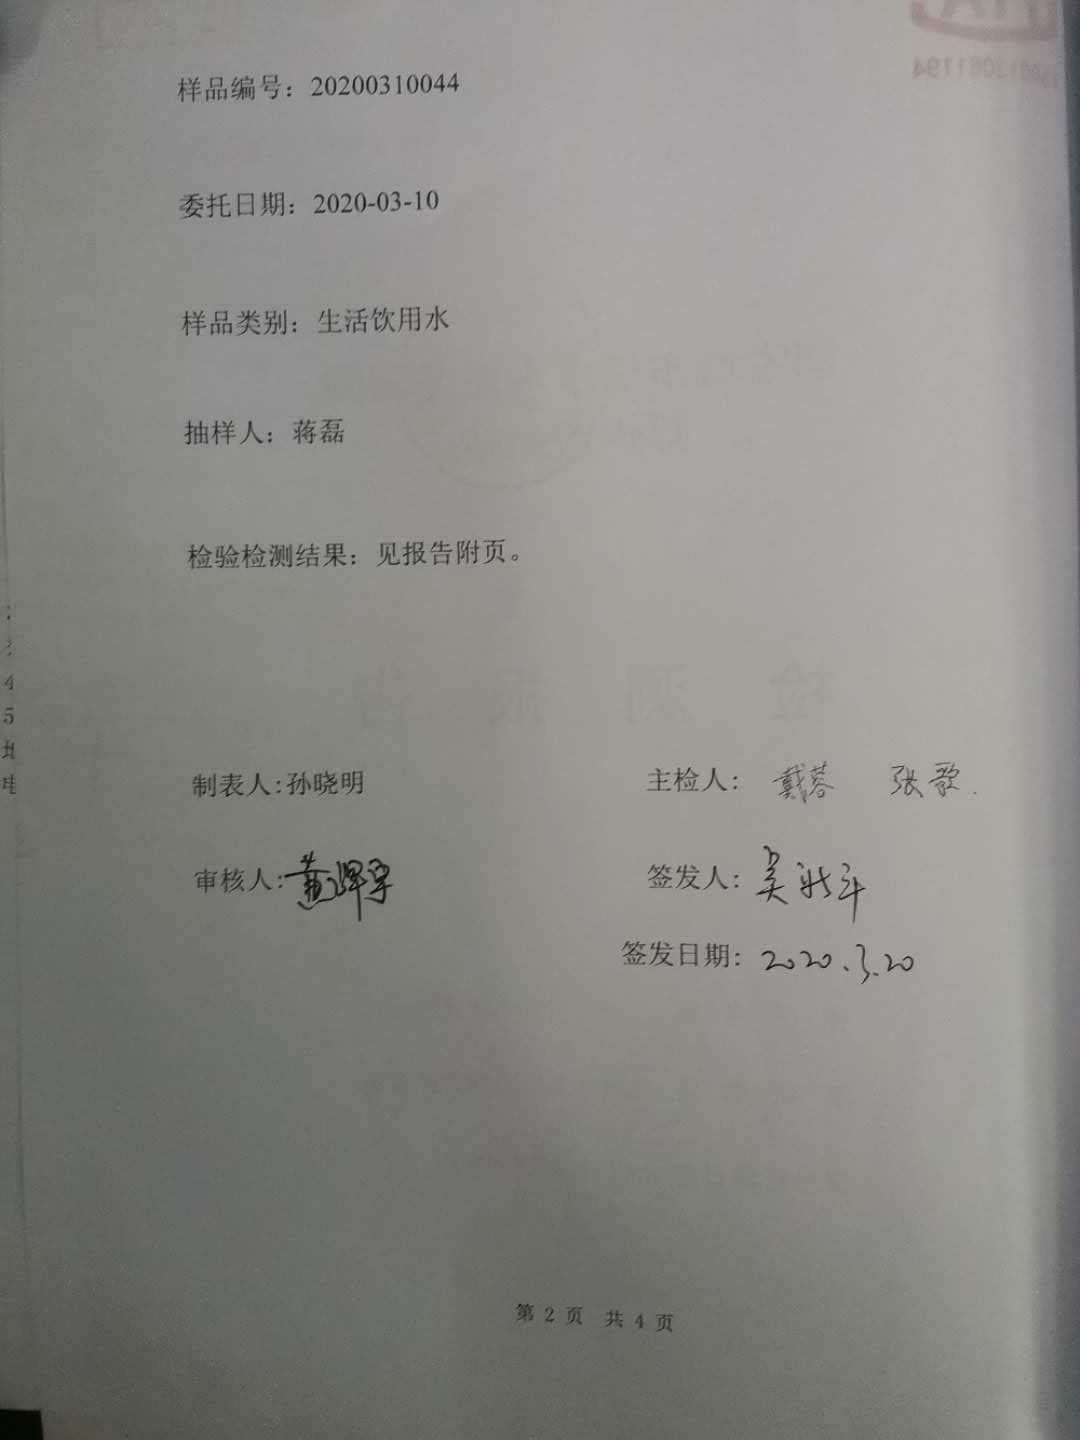 样品编号：20200310044
委托日期：2020-03-10
样品类别：生活饮用水
抽样人：蒋磊
检验检测结果：见报告附页。
制表人:孙晓明
主检人：戴蓉 张歌.
审核人:
签发人：吴
签发日期：2020.3.20
第 2 页 共 4 页